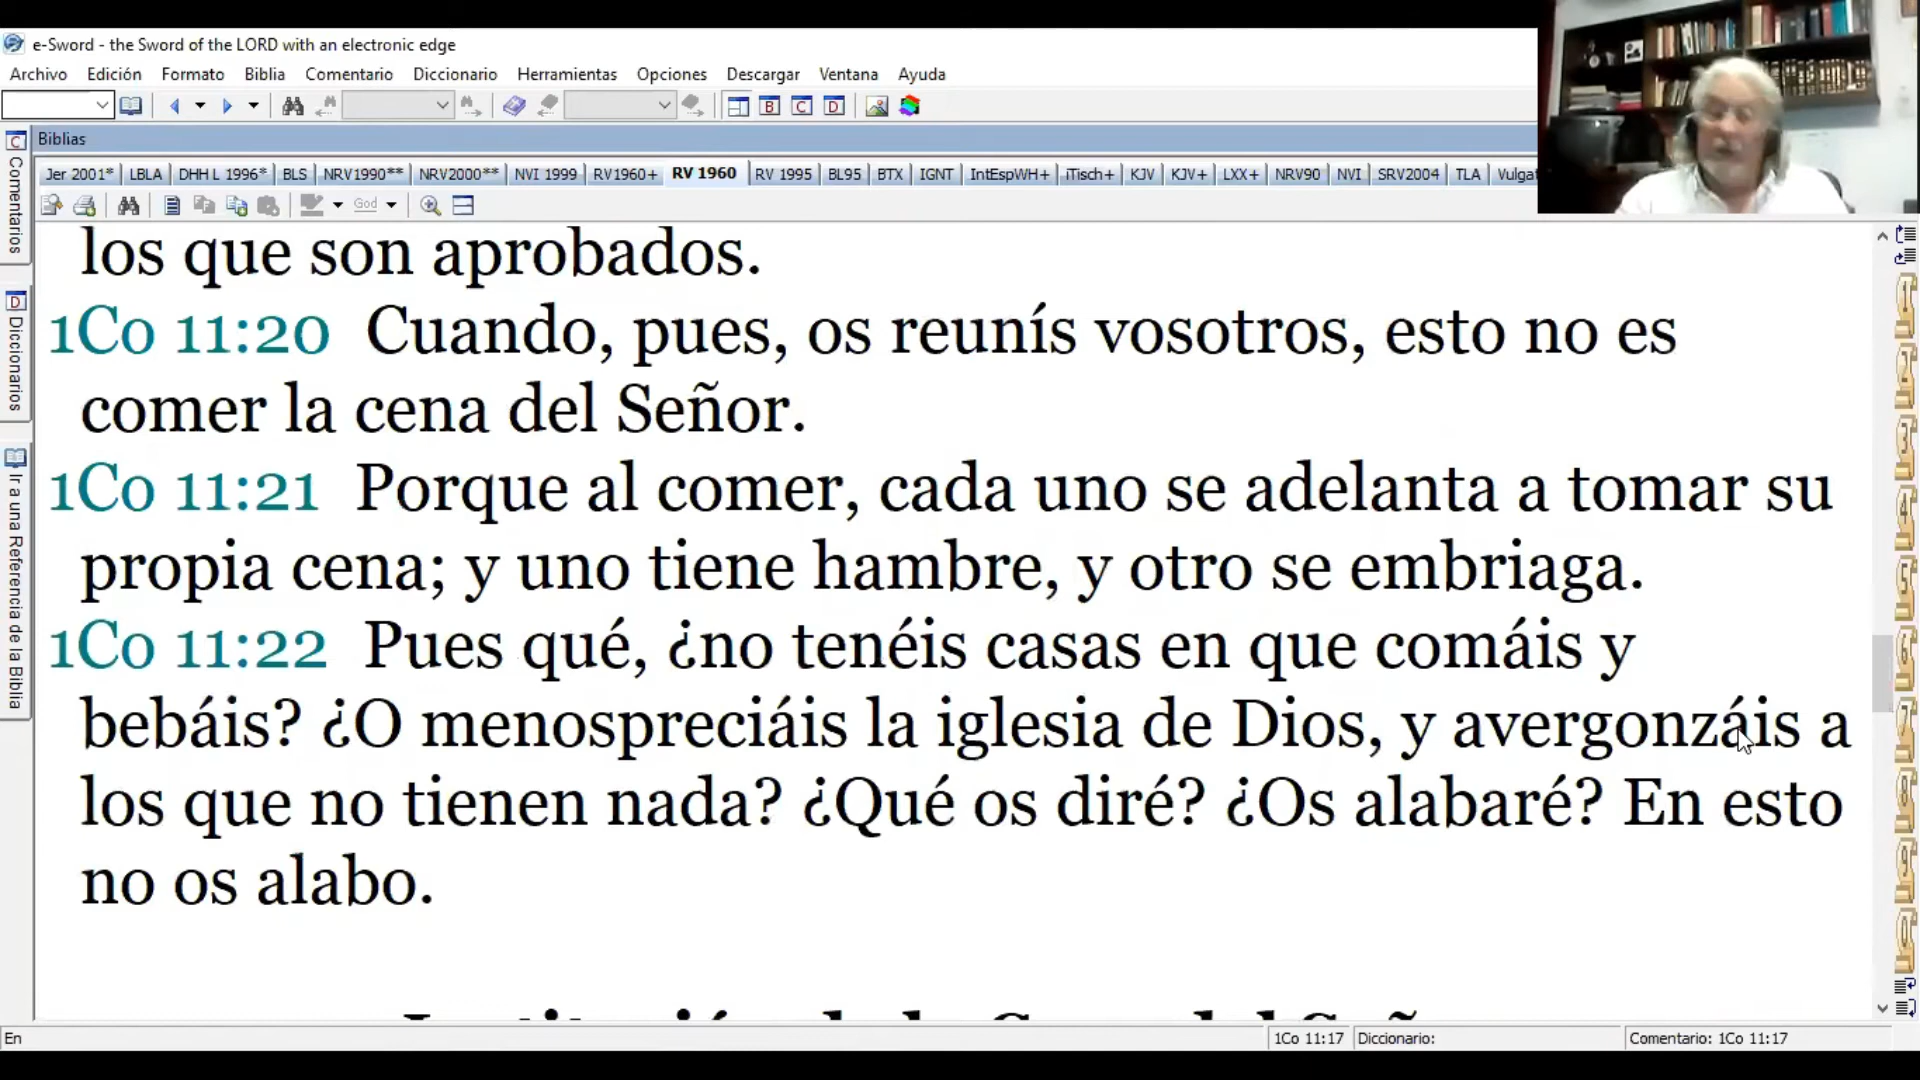 e-Sword - the Sword of the LORD with an electronic edge
Archivo Edición Formato Biblia Comentario Diccionario Herramientas Opciones Descargar Ventana Ayuda
B C D
C Comentarios
D Diccionarios
Ir a una Referencia de la Biblia
Biblias
Jer 2001* LBLA DHH L 1996* BLS NRV1990** NRV2000** NVI 1999 RV1960+ RV 1960 RV 1995 BL95 BTX IGNT IntEspWH+ iTisch+ KJV KJV+ LXX+ NRV90 NVI SRV2004 TLA Vulgat
God
los que son aprobados.
1Co 11:20 Cuando, pues, os reunís vosotros, esto no es
comer la cena del Señor.
1Co 11:21 Porque al comer, cada uno se adelanta a tomar su
propia cena; y uno tiene hambre, y otro se embriaga.
1Co 11:22 Pues qué, ¿no tenéis casas en que comáis y
bebáis? ¿O menospreciáis la iglesia de Dios, y avergonzáis a
los que no tienen nada? ¿Qué os diré? ¿Os alabaré? En esto
no os alabo.
En 1Co 11:17 Diccionario: Comentario: 1Co 11:17